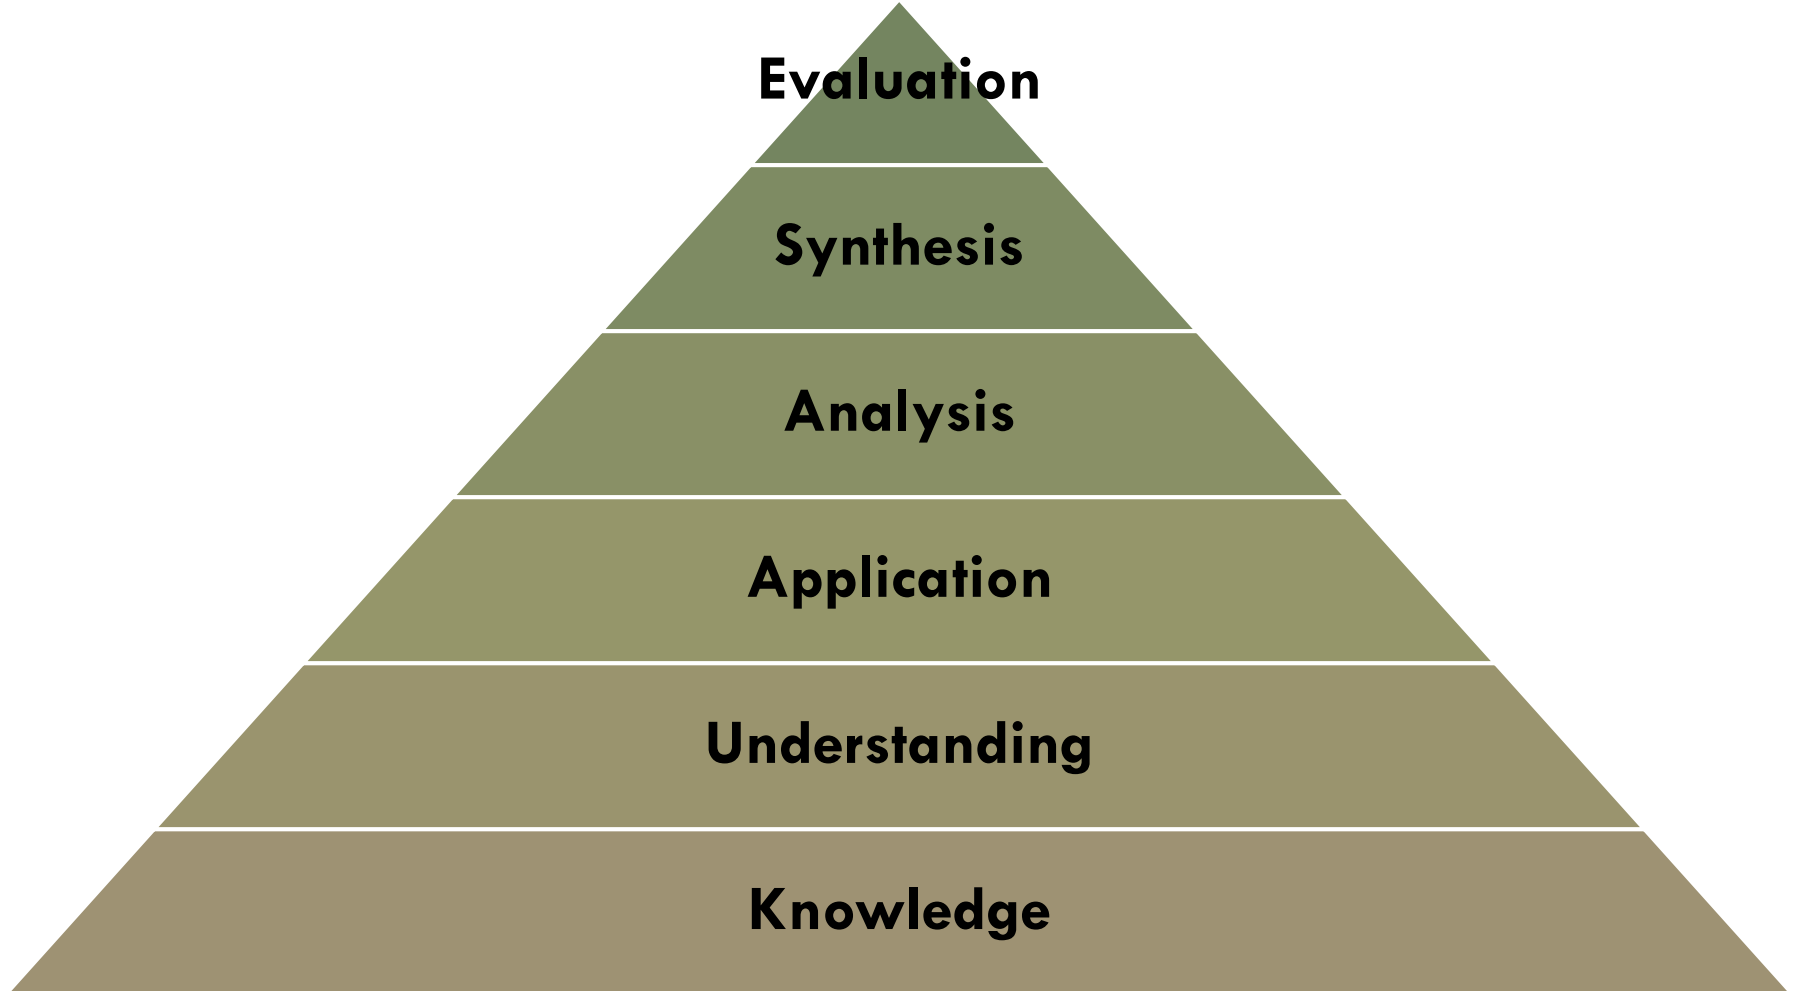 Evaluation
Synthesis
Analysis
Application
Understanding
Knowledge